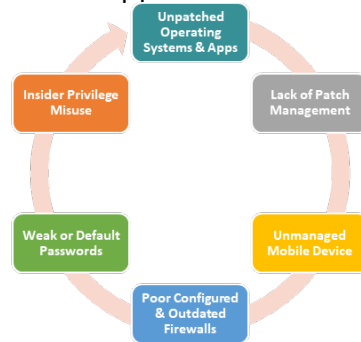 Unpatched
Operating
Systems & Apps
Lack of Patch
Management
Unmanaged
Mobile Device
Poor Configured
& Outdated
Firewalls
Weak or Default
Passwords
Insider Privilege
Misuse